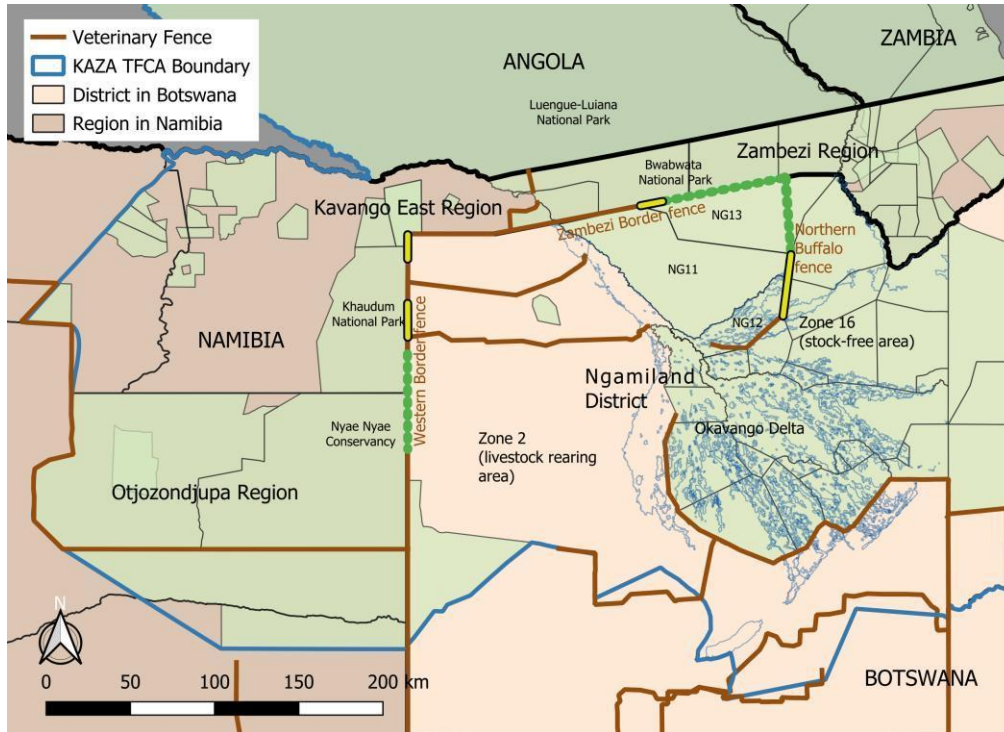 Veterinary Fence
KAZA TFCA Boundary
District in Botswana
Region in Namibia
ANGOLA
ZAMBIA
Luengue-Luiana
National Park
Bwabwata
National Park
Zambezi Region
Kavango East Region
Zambezi Border fence
NG13
Northern
Buffalo
fence
NG11
Khaudum
National Park
Western Border fence
NAMIBIA
NG12
Zone 16
(stock-free area)
Ngamiland
District
Nyae Nyae
Conservancy
Zone 2
(livestock rearing
area)
Okavango Delta
Otjozondjupa Region
N
0 50 100 150 200 km
BOTSWANA